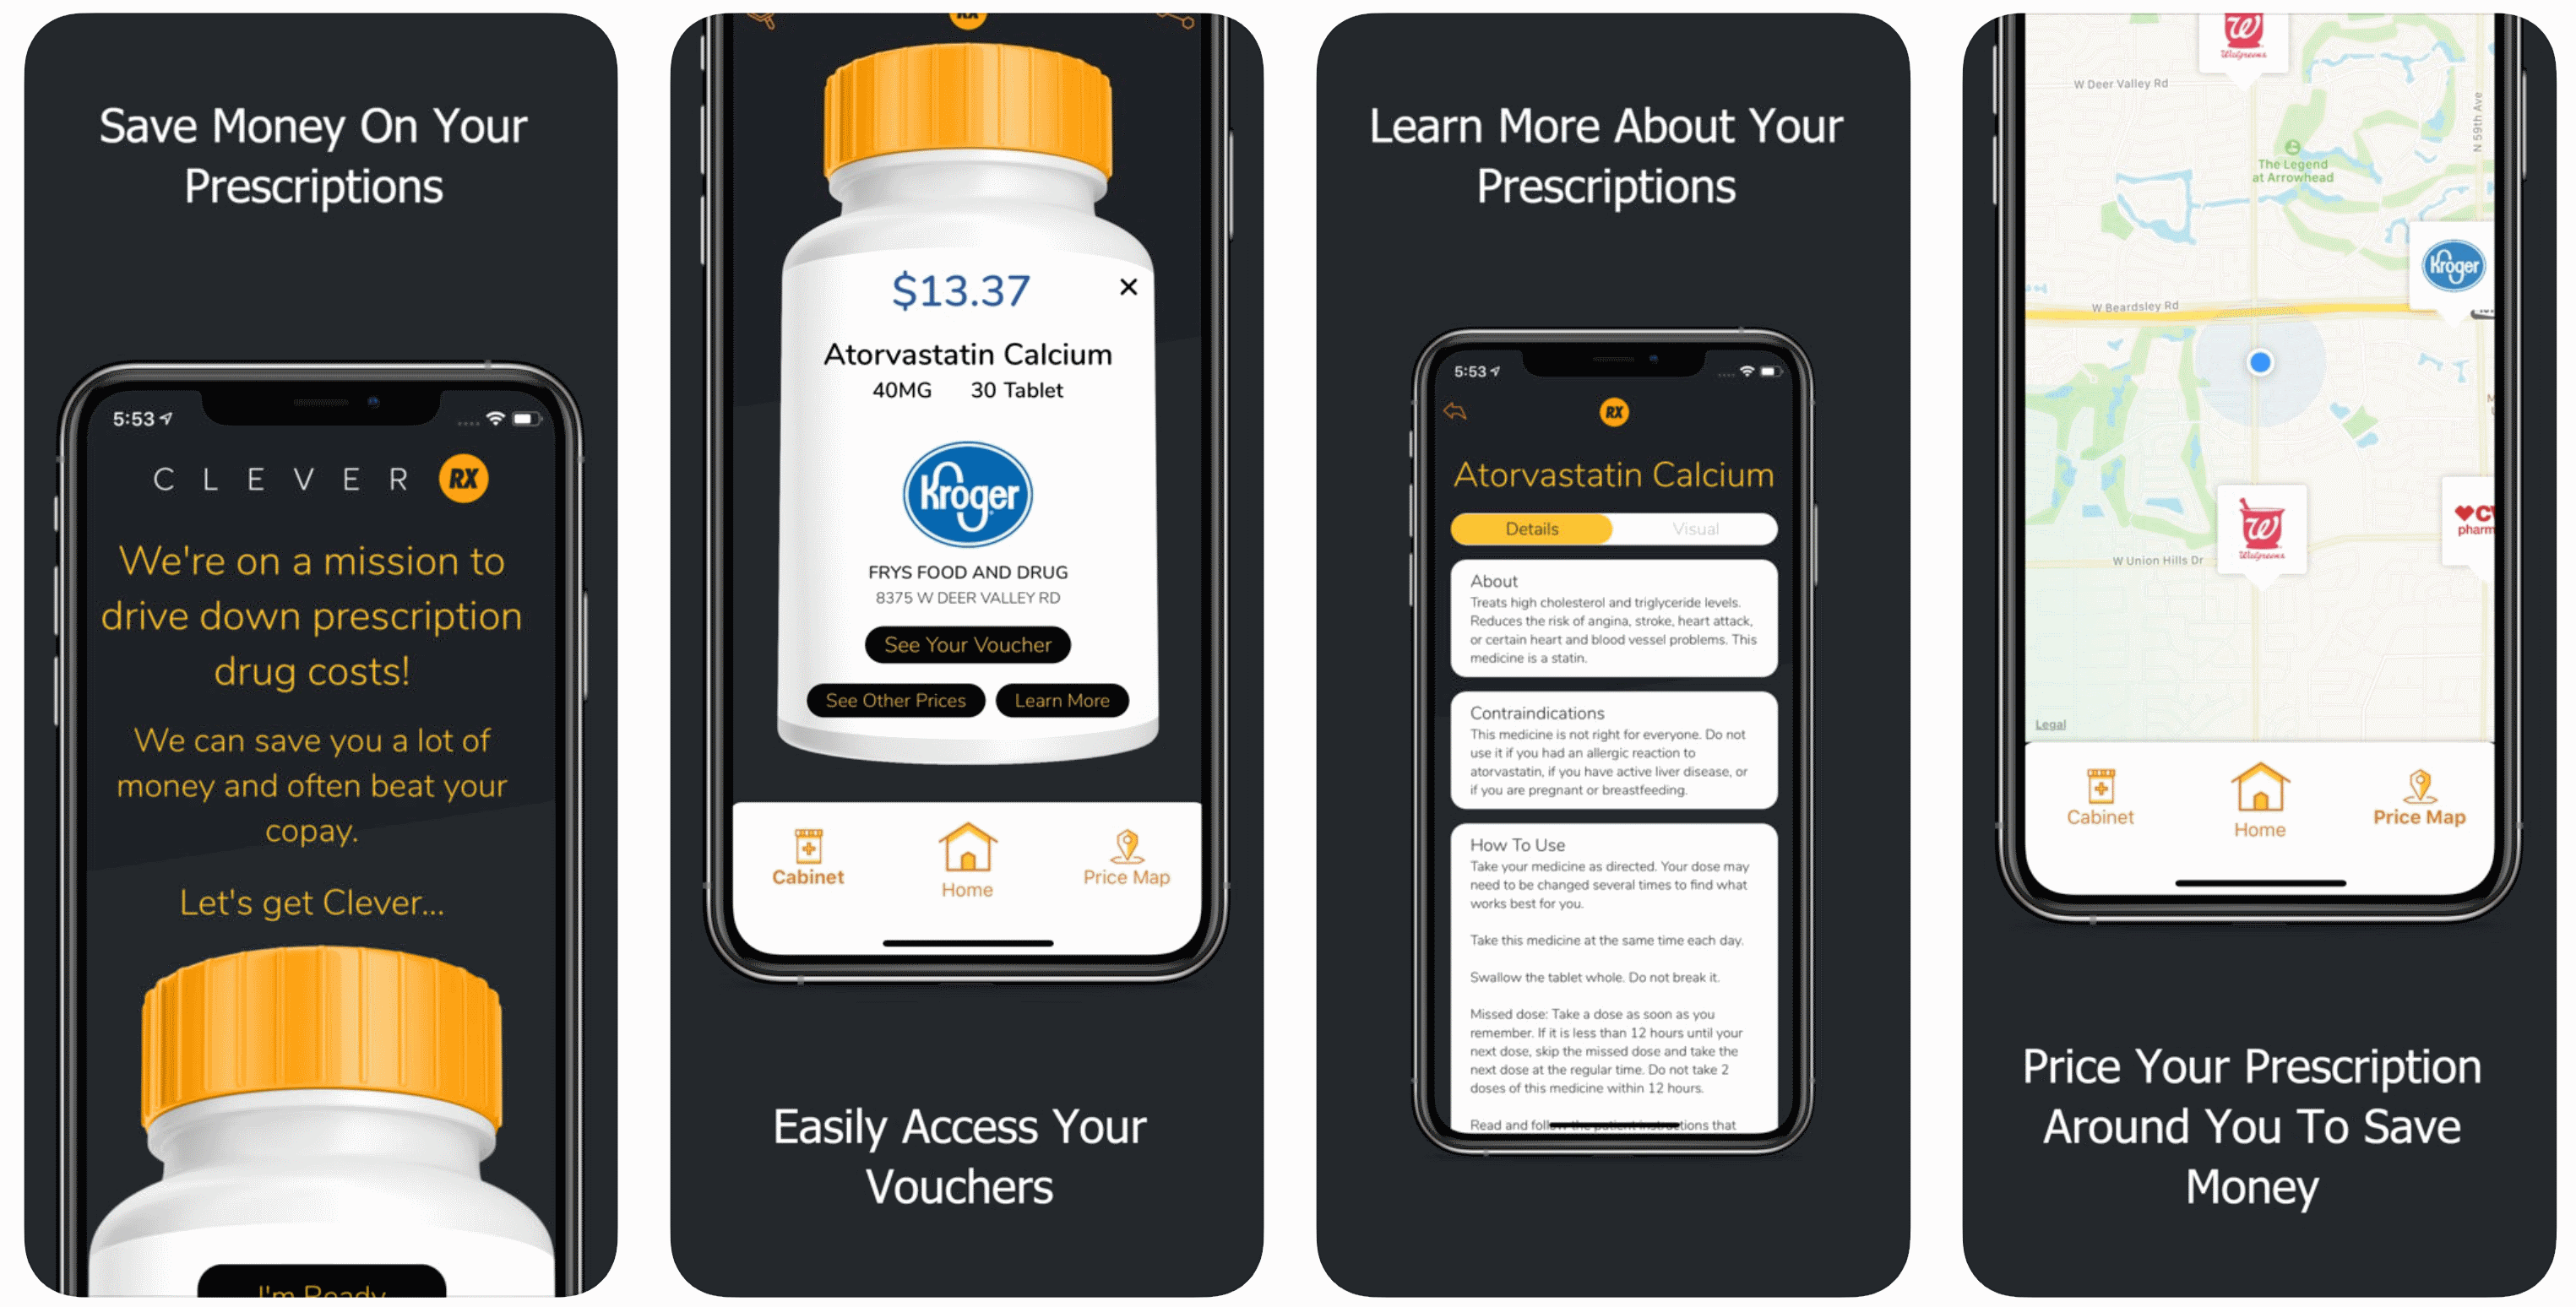 Save Money On Your
Prescriptions
5:53
CLEVER RX
We're on a mission to
drive down prescription
drug costs!
We can save you a lot of
money and often beat your
copay.
Let's get Clever...
I'm Ready
RX
$13.37
Atorvastatin Calcium
40MG 30 Tablet
Kroger
FRYS FOOD AND DRUG
8375 W DEER VALLEY RD
See Your Voucher
See Other Prices Learn More
Cabinet Home Price Map
Easily Access Your
Vouchers
Learn More About Your
Prescriptions
5:53
RX
Atorvastatin Calcium
Details Visual
About
Treats high cholesterol and triglyceride levels.
Reduces the risk of angina, stroke, heart attack,
or certain heart and blood vessel problems. This
medicine is a statin.
Contraindications
This medicine is not right for everyone. Do not
use it if you had an allergic reaction to
atorvastatin, if you have active liver disease, or
if you are pregnant or breastfeeding.
How To Use
Take your medicine as directed. Your dose may
need to be changed several times to find what
works best for you.
Take this medicine at the same time each day.
Swallow the tablet whole. Do not break it.
Missed dose: Take a dose as soon as you
remember. If it is less than 12 hours until your
next dose, skip the missed dose and take the
next dose at the regular time. Do not take 2
doses of this medicine within 12 hours.
Read and follow the patient instructions that
Walgreens
W Deer Valley Rd
N 59th Ave
The Legend
at Arrowhead
Kroger
W Beardsley Rd
Walgreens
CV
pharm
W Union Hills Dr
Legal
Cabinet Home Price Map
Price Your Prescription
Around You To Save
Money